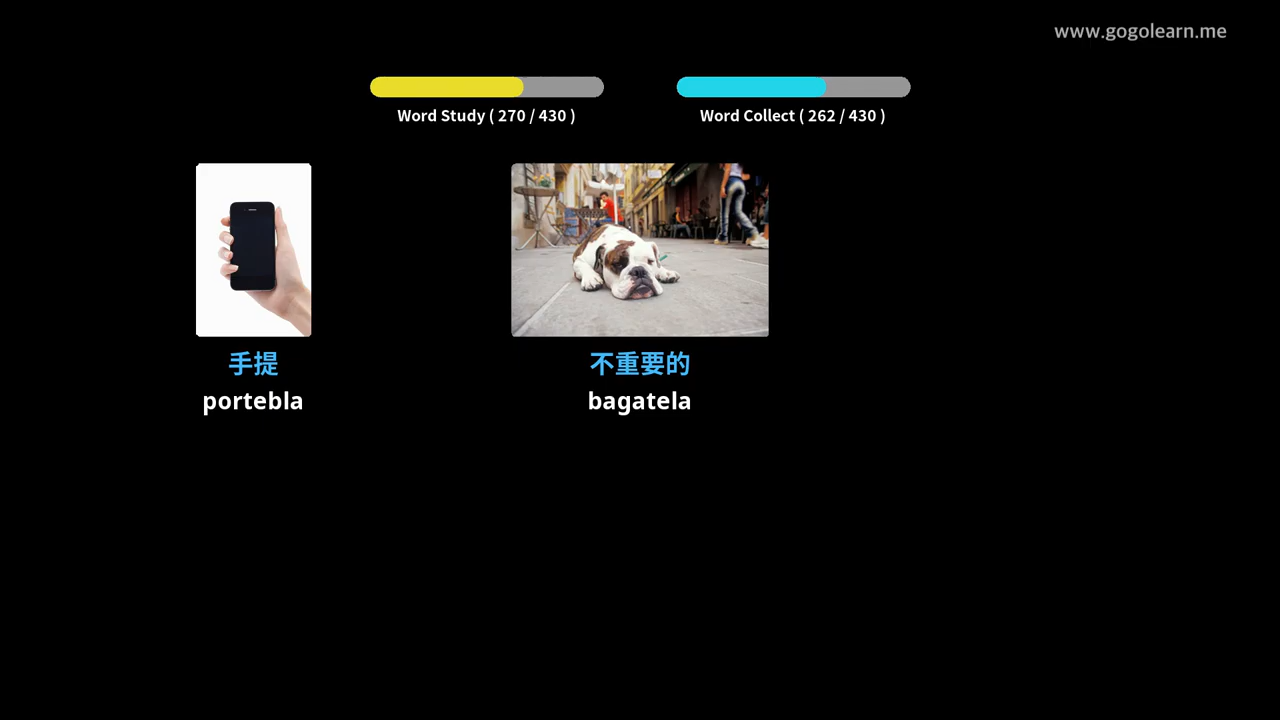 www.gogolearn.me
Word Study ( 270 / 430 )
Word Collect ( 262 / 430 )
手提
portebla
不重要的
bagatela